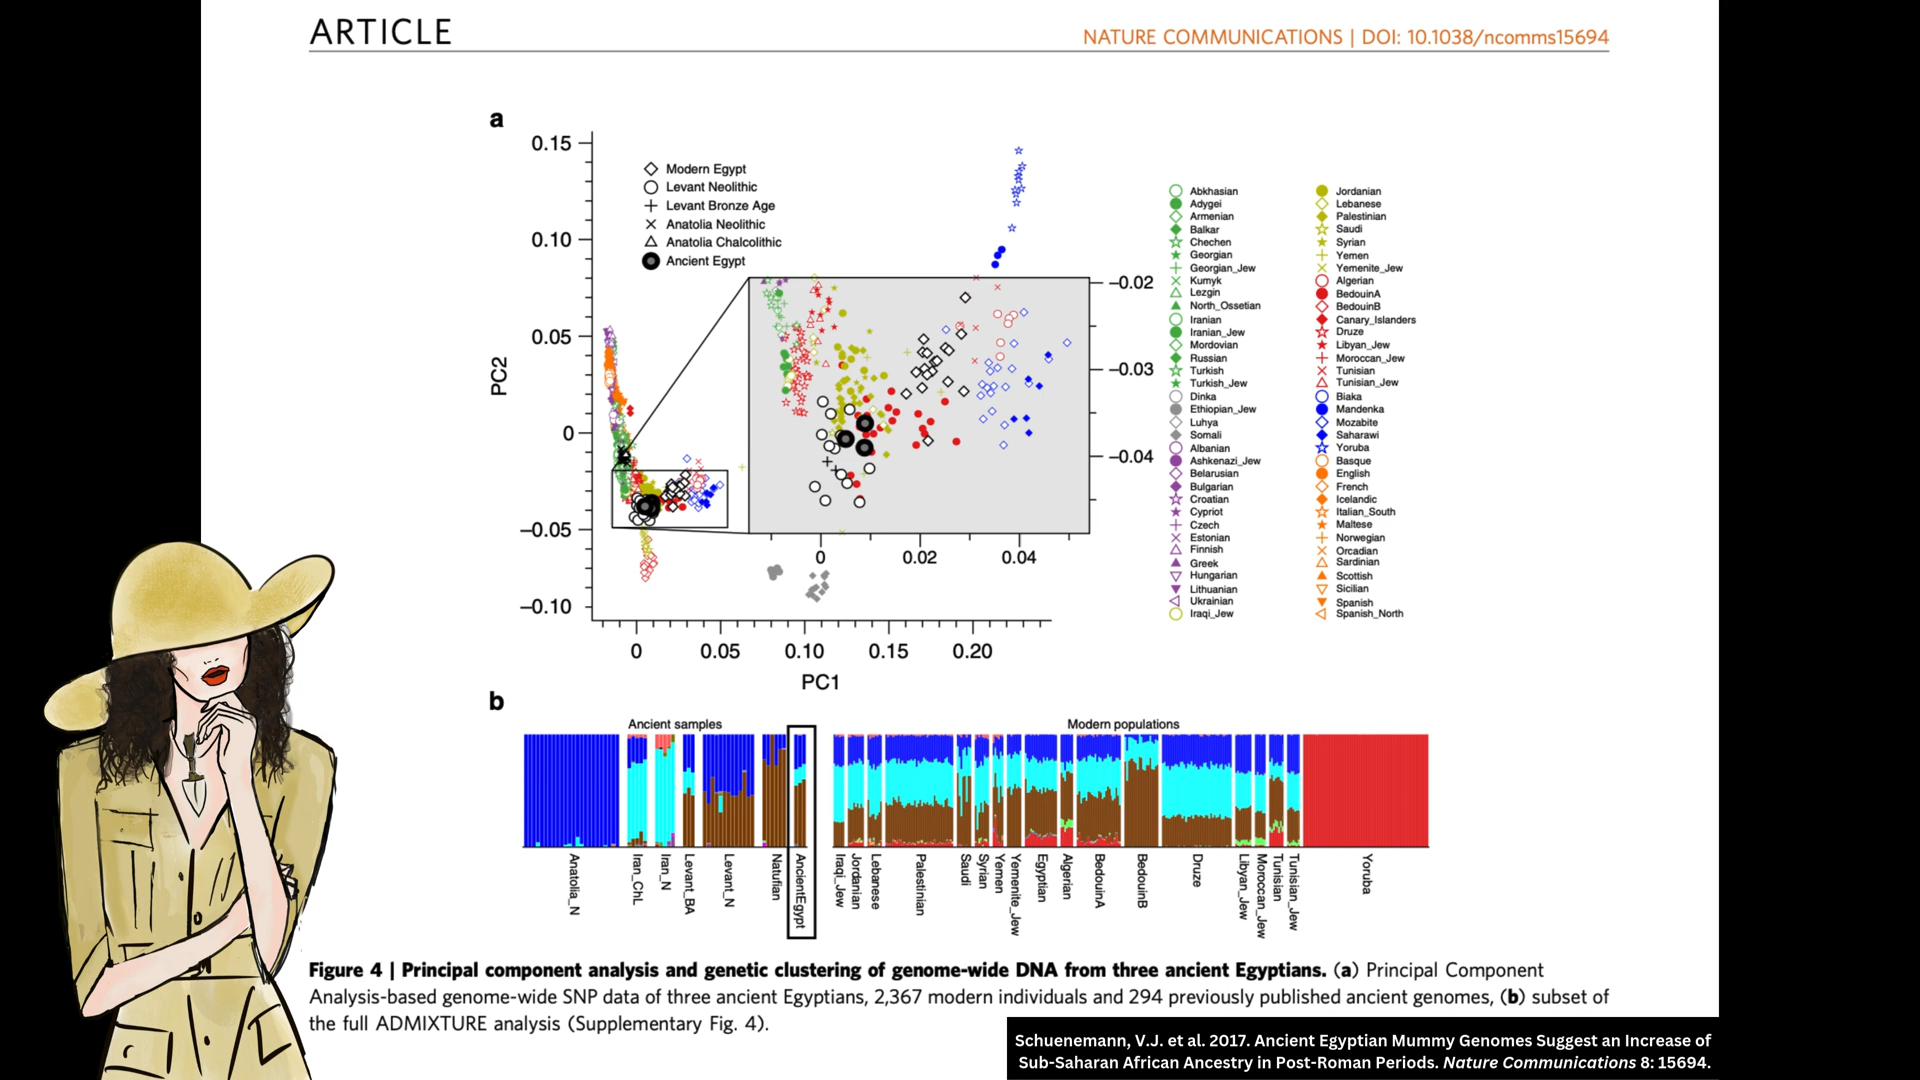 ARTICLE
NATURE COMMUNICATIONS | DOI: 10.1038/ncomms15694
a
0.15
0.10
0.05
0
−0.05
−0.10
PC2
Modern Egypt
Levant Neolithic
Levant Bronze Age
Anatolia Neolithic
Anatolia Chalcolithic
Ancient Egypt
−0.02
−0.03
−0.04
0 0.02 0.04
0 0.05 0.10 0.15 0.20
PC1
Abkhasian
Adygei
Armenian
Balkar
Chechen
Georgian
Georgian_Jew
Kumyk
Lezgin
North_Ossetian
Iranian
Iranian_Jew
Mordovian
Russian
Turkish
Turkish_Jew
Dinka
Ethiopian_Jew
Luhya
Somali
Albanian
Ashkenazi_Jew
Belarusian
Bulgarian
Croatian
Cypriot
Czech
Estonian
Finnish
Greek
Hungarian
Lithuanian
Ukrainian
Iraqi_Jew
Jordanian
Lebanese
Palestinian
Saudi
Syrian
Yemen
Yemenite_Jew
Algerian
BedouinA
BedouinB
Canary_Islanders
Druze
Libyan_Jew
Moroccan_Jew
Tunisian
Tunisian_Jew
Biaka
Mandenka
Mozabite
Saharawi
Yoruba
Basque
English
French
Icelandic
Italian_South
Maltese
Norwegian
Orcadian
Sardinian
Scottish
Sicilian
Spanish
Spanish_North
b
Ancient samples
Modern populations
Anatolia_N
Iran_ChL
Iran_N
Levant_BA
Levant_N
Natufian
AncientEgypt
Iraqi_Jew
Jordanian
Lebanese
Palestinian
Saudi
Syrian
Yemen
Yemenite_Jew
Egyptian
Algerian
BedouinA
BedouinB
Druze
Libyan_Jew
Moroccan_Jew
Tunisian
Tunisian_Jew
Yoruba
Figure 4 | Principal component analysis and genetic clustering of genome-wide DNA from three ancient Egyptians. (a) Principal Component
Analysis-based genome-wide SNP data of three ancient Egyptians, 2,367 modern individuals and 294 previously published ancient genomes, (b) subset of
the full ADMIXTURE analysis (Supplementary Fig. 4).
Schuenemann, V.J. et al. 2017. Ancient Egyptian Mummy Genomes Suggest an Increase of
Sub-Saharan African Ancestry in Post-Roman Periods. Nature Communications 8: 15694.